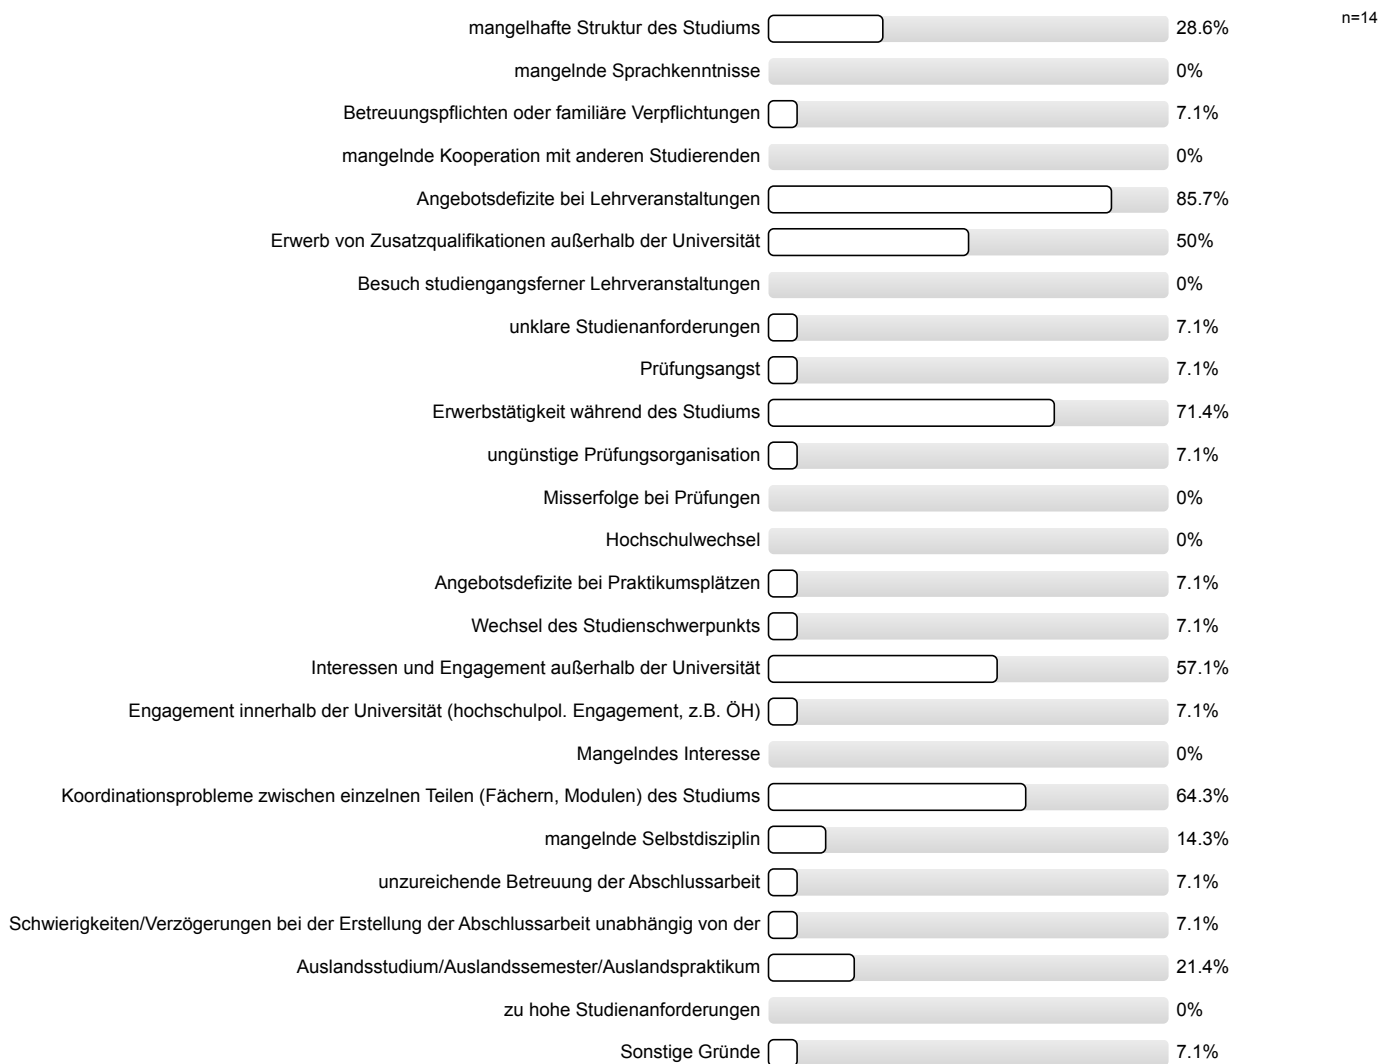 n=14
mangelhafte Struktur des Studiums 28.6%
mangelnde Sprachkenntnisse 0%
Betreuungspflichten oder familiäre Verpflichtungen 7.1%
mangelnde Kooperation mit anderen Studierenden 0%
Angebotsdefizite bei Lehrveranstaltungen 85.7%
Erwerb von Zusatzqualifikationen außerhalb der Universität 50%
Besuch studiengangsferner Lehrveranstaltungen 0%
unklare Studienanforderungen 7.1%
Prüfungsangst 7.1%
Erwerbstätigkeit während des Studiums 71.4%
ungünstige Prüfungsorganisation 7.1%
Misserfolge bei Prüfungen 0%
Hochschulwechsel 0%
Angebotsdefizite bei Praktikumsplätzen 7.1%
Wechsel des Studienschwerpunkts 7.1%
Interessen und Engagement außerhalb der Universität 57.1%
Engagement innerhalb der Universität (hochschulpol. Engagement, z.B. ÖH) 7.1%
Mangelndes Interesse 0%
Koordinationsprobleme zwischen einzelnen Teilen (Fächern, Modulen) des Studiums 64.3%
mangelnde Selbstdisziplin 14.3%
unzureichende Betreuung der Abschlussarbeit 7.1%
Schwierigkeiten/Verzögerungen bei der Erstellung der Abschlussarbeit unabhängig von der 7.1%
Auslandsstudium/Auslandssemester/Auslandspraktikum 21.4%
zu hohe Studienanforderungen 0%
Sonstige Gründe 7.1%